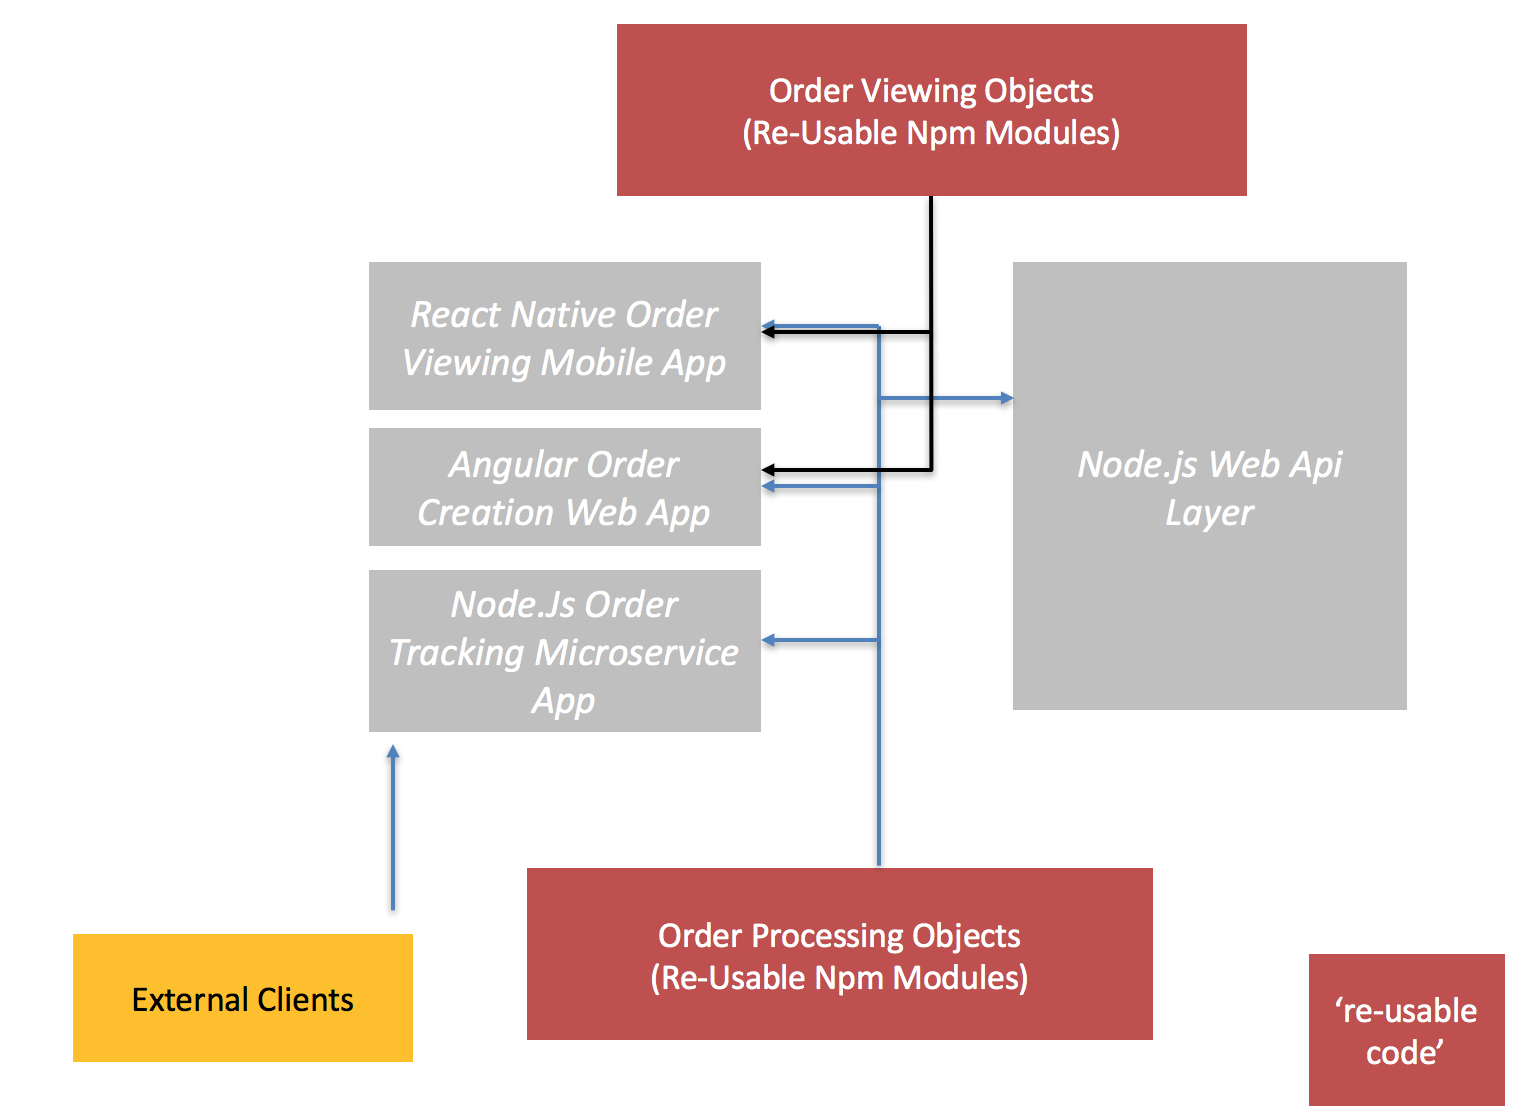 Order Viewing Objects
(Re-Usable Npm Modules)
React Native Order
Viewing Mobile App
Angular Order
Creation Web App
Node.Js Order
Tracking Microservice
App
Node.js Web Api
Layer
Order Processing Objects
(Re-Usable Npm Modules)
External Clients
‘re-usable
code’